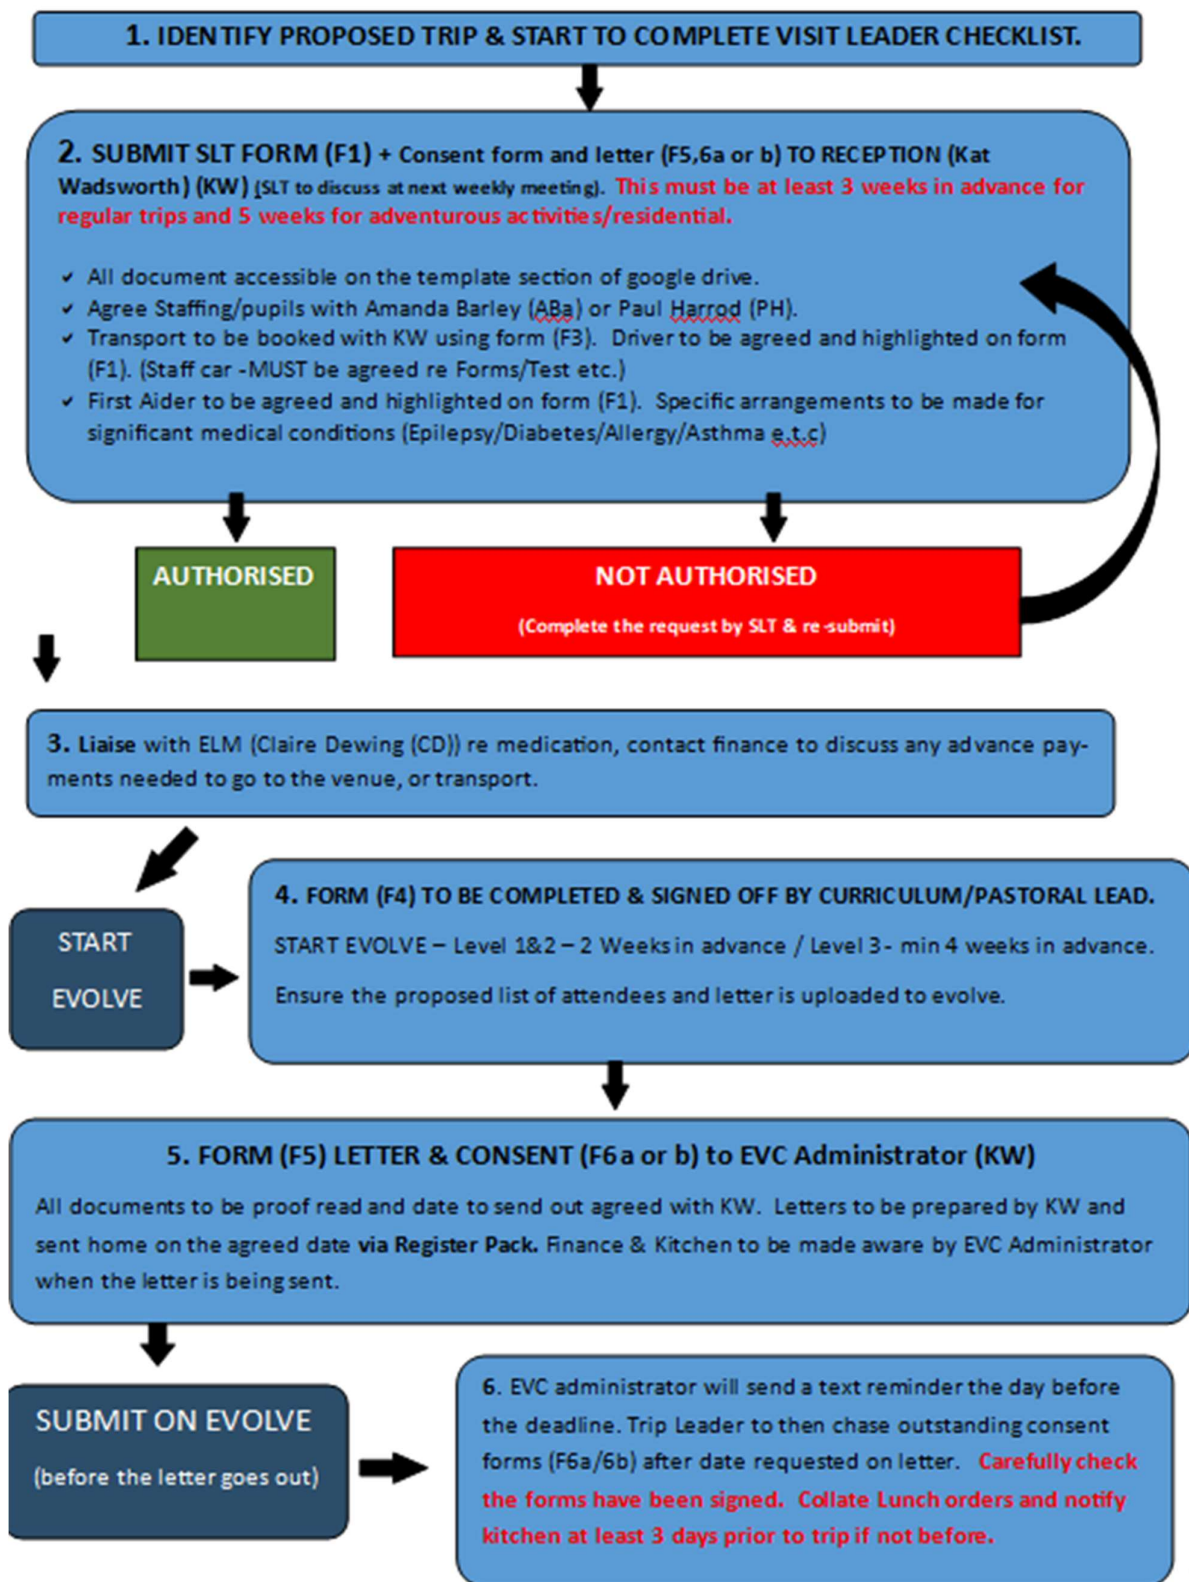 1. IDENTIFY PROPOSED TRIP & START TO COMPLETE VISIT LEADER CHECKLIST.
2. SUBMIT SLT FORM (F1) + Consent form and letter (F5,6a or b) TO RECEPTION (Kat
Wadsworth) (KW) (SLT to discuss at next weekly meeting). This must be at least 3 weeks in advance for
regular trips and 5 weeks for adventurous activities/residential.
✓ All document accessible on the template section of google drive.
✓ Agree Staffing/pupils with Amanda Barley (ABa) or Paul Harrod (PH).
✓ Transport to be booked with KW using form (F3). Driver to be agreed and highlighted on form
(F1). (Staff car -MUST be agreed re Forms/Test etc.)
✓ First Aider to be agreed and highlighted on form (F1). Specific arrangements to be made for
significant medical conditions (Epilepsy/Diabetes/Allergy/Asthma e.t.c)
AUTHORISED
NOT AUTHORISED
(Complete the request by SLT & re-submit)
3. Liaise with ELM (Claire Dewing (CD)) re medication, contact finance to discuss any advance pay-
ments needed to go to the venue, or transport.
START
EVOLVE
4. FORM (F4) TO BE COMPLETED & SIGNED OFF BY CURRICULUM/PASTORAL LEAD.
START EVOLVE – Level 1&2 – 2 Weeks in advance / Level 3- min 4 weeks in advance.
Ensure the proposed list of attendees and letter is uploaded to evolve.
5. FORM (F5) LETTER & CONSENT (F6a or b) to EVC Administrator (KW)
All documents to be proof read and date to send out agreed with KW. Letters to be prepared by KW and
sent home on the agreed date via Register Pack. Finance & Kitchen to be made aware by EVC Administrator
when the letter is being sent.
SUBMIT ON EVOLVE
(before the letter goes out)
6. EVC administrator will send a text reminder the day before
the deadline. Trip Leader to then chase outstanding consent
forms (F6a/6b) after date requested on letter. Carefully check
the forms have been signed. Collate Lunch orders and notify
kitchen at least 3 days prior to trip if not before.